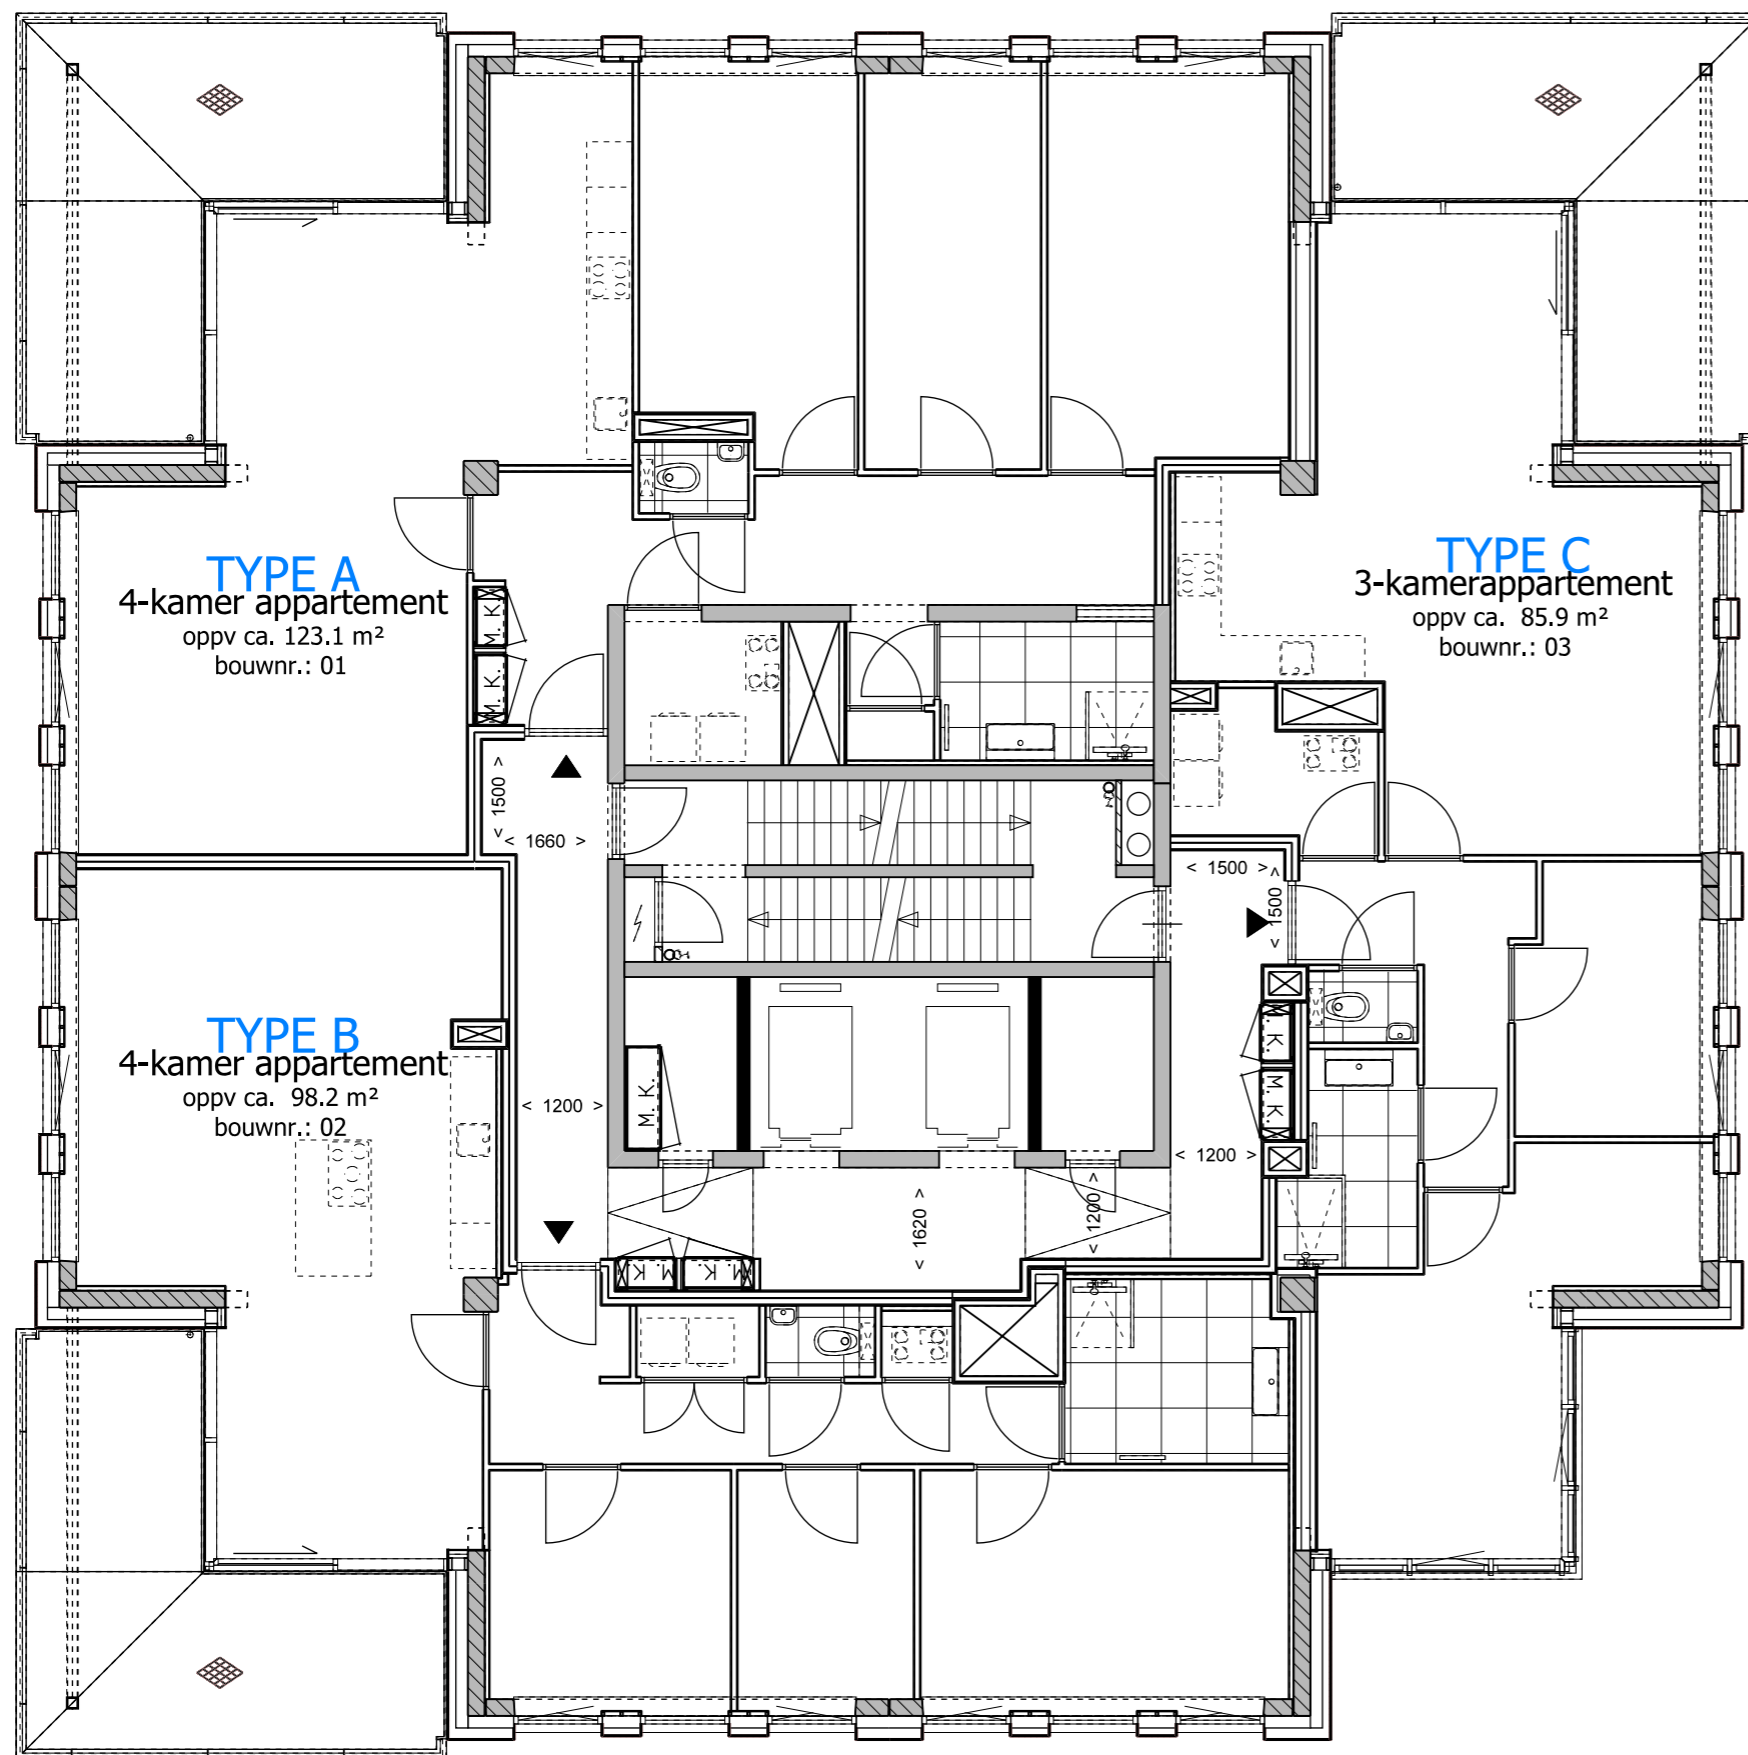 TYPE A
4-kamer appartement
oppv ca. 123.1 m²
bouwnr.: 01
TYPE C
3-kamerappartement
oppv ca. 85.9 m²
bouwnr.: 03
M. K.
M. K.
< 1500 >
< 1660 >
< 1500 >
< 1500 >
TYPE B
4-kamer appartement
oppv ca. 98.2 m²
bouwnr.: 02
< 1200 >
M. K.
K.
M. K.
< 1200 >
< 1620 >
< 1200 >
M. K.
M. K.